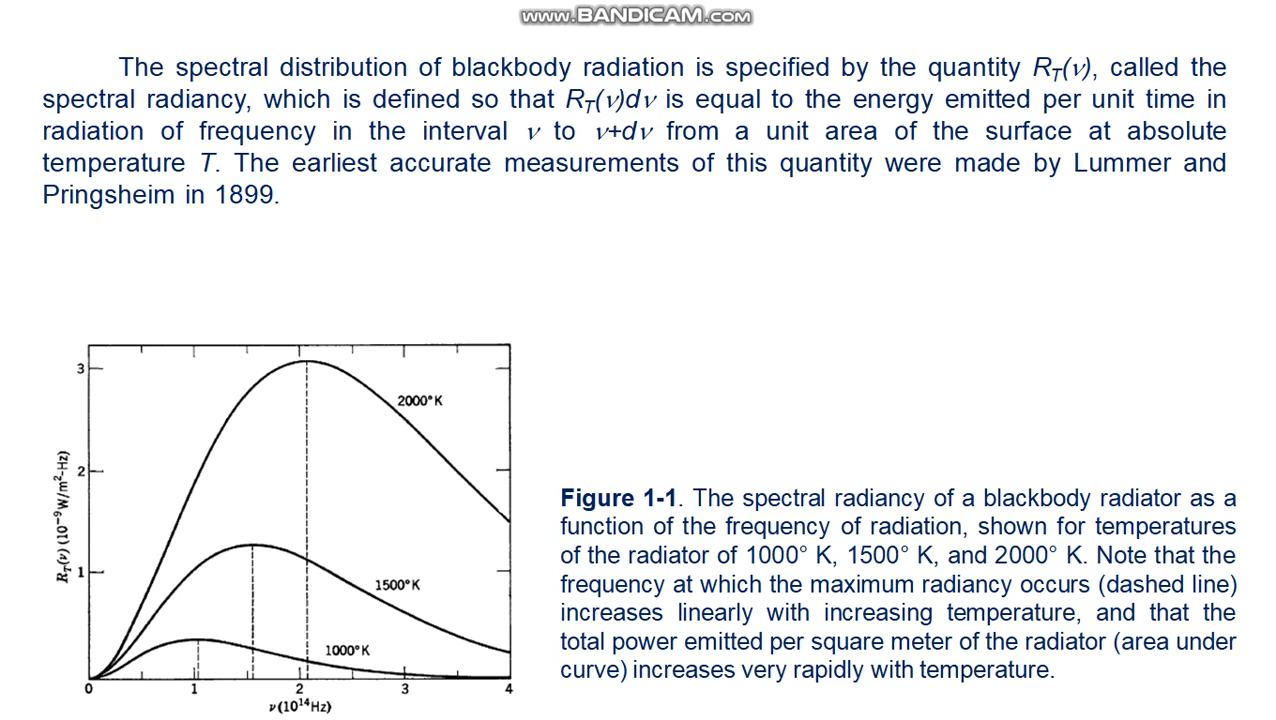 www.BANDICAM.com
The spectral distribution of blackbody radiation is specified by the quantity R_T(ν), called the
spectral radiancy, which is defined so that R_T(ν)dν is equal to the energy emitted per unit time in
radiation of frequency in the interval ν to ν+dν from a unit area of the surface at absolute
temperature T. The earliest accurate measurements of this quantity were made by Lummer and
Pringsheim in 1899.
3
2000°K
2
R_T(ν) (10⁻⁹W/m²-Hz)
1
1500°K
1000°K
0 1 2 3 4
ν(10¹⁴Hz)
Figure 1-1. The spectral radiancy of a blackbody radiator as a
function of the frequency of radiation, shown for temperatures
of the radiator of 1000° K, 1500° K, and 2000° K. Note that the
frequency at which the maximum radiancy occurs (dashed line)
increases linearly with increasing temperature, and that the
total power emitted per square meter of the radiator (area under
curve) increases very rapidly with temperature.